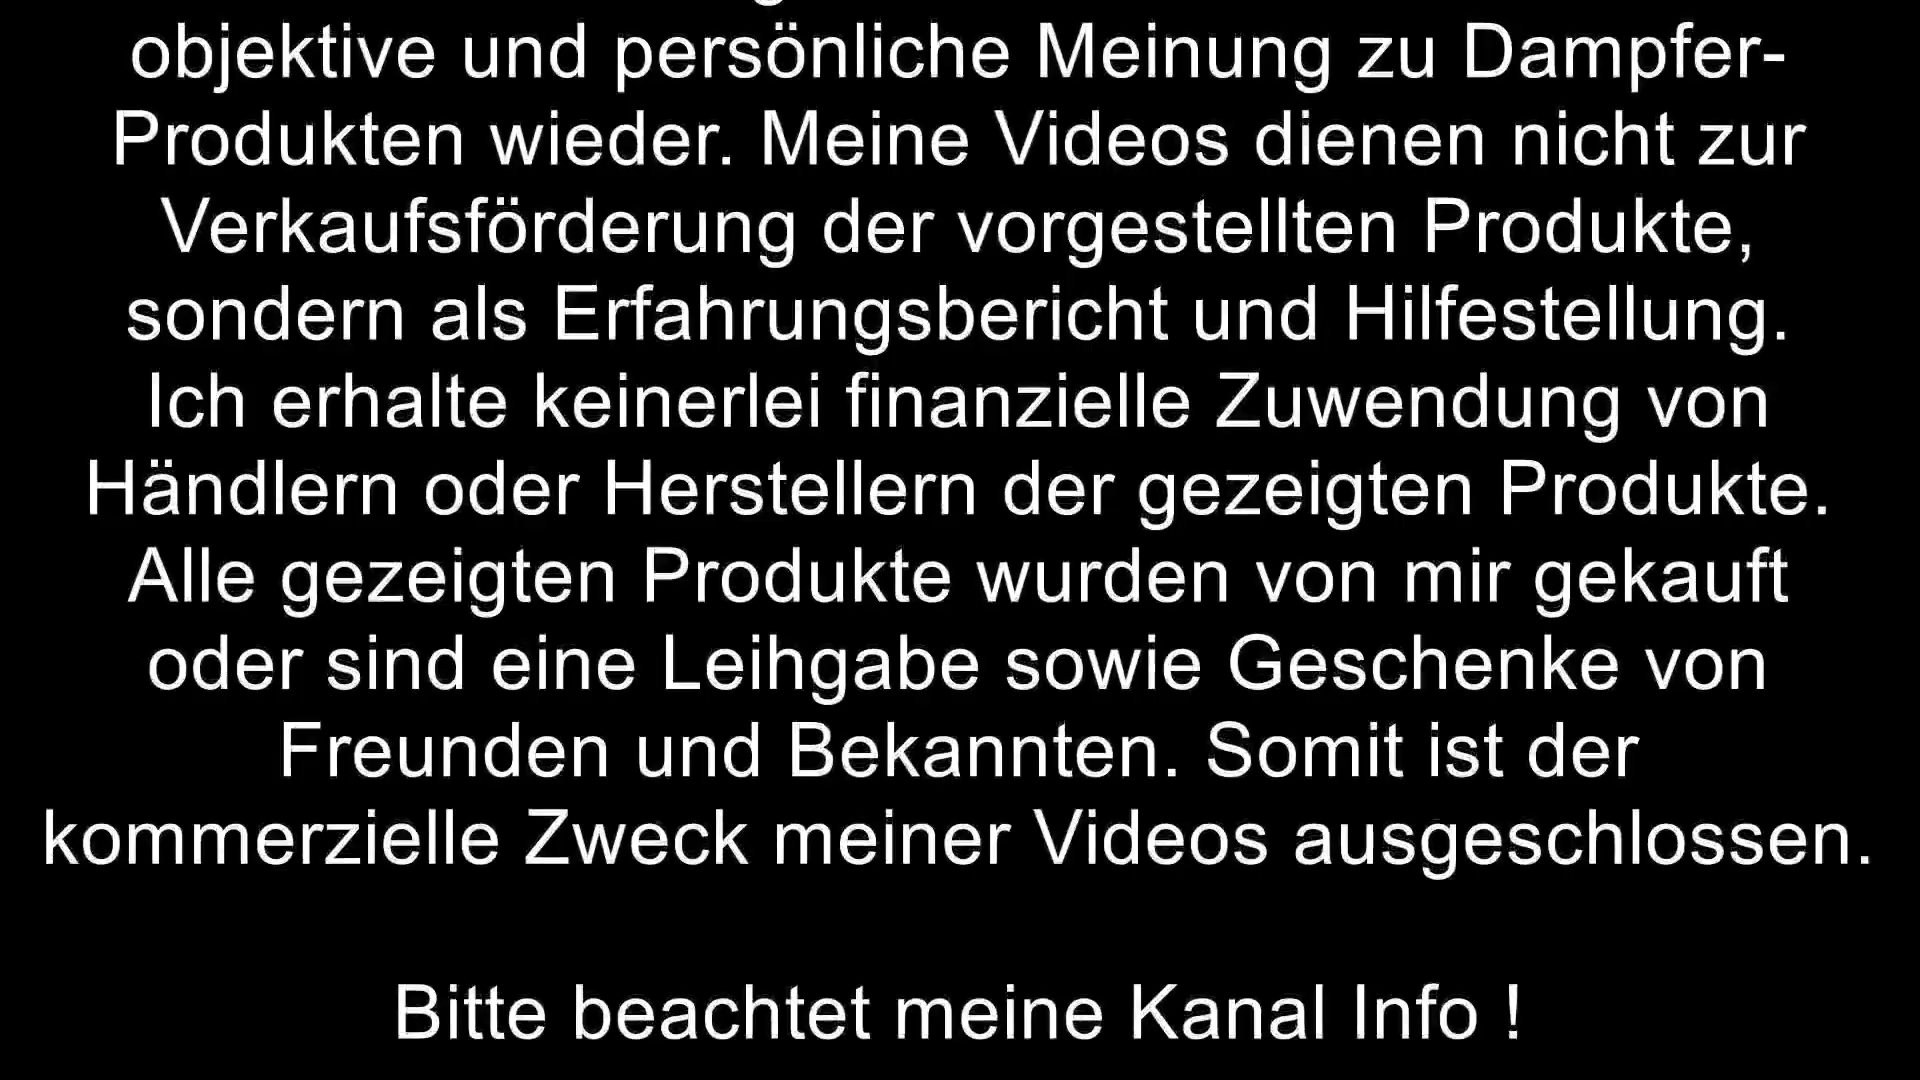 objektive und persönliche Meinung zu Dampfer-
Produkten wieder. Meine Videos dienen nicht zur
Verkaufsförderung der vorgestellten Produkte,
sondern als Erfahrungsbericht und Hilfestellung.
Ich erhalte keinerlei finanzielle Zuwendung von
Händlern oder Herstellern der gezeigten Produkte.
Alle gezeigten Produkte wurden von mir gekauft
oder sind eine Leihgabe sowie Geschenke von
Freunden und Bekannten. Somit ist der
kommerzielle Zweck meiner Videos ausgeschlossen.
Bitte beachtet meine Kanal Info !